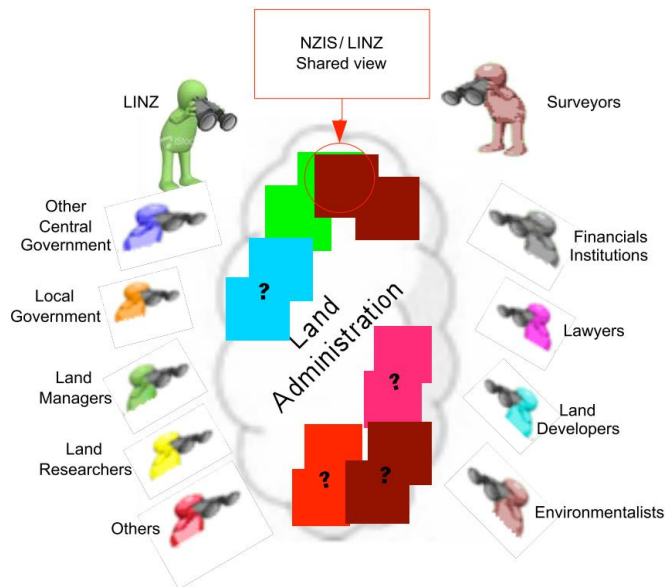 NZIS/ LINZ
Shared view
LINZ
Surveyors
Other
Central
Government
Financials
Institutions
Local
Government
?
Land
Administration
Lawyers
Land
Managers
?
Land
Developers
Land
Researchers
?
?
Others
Environmentalists